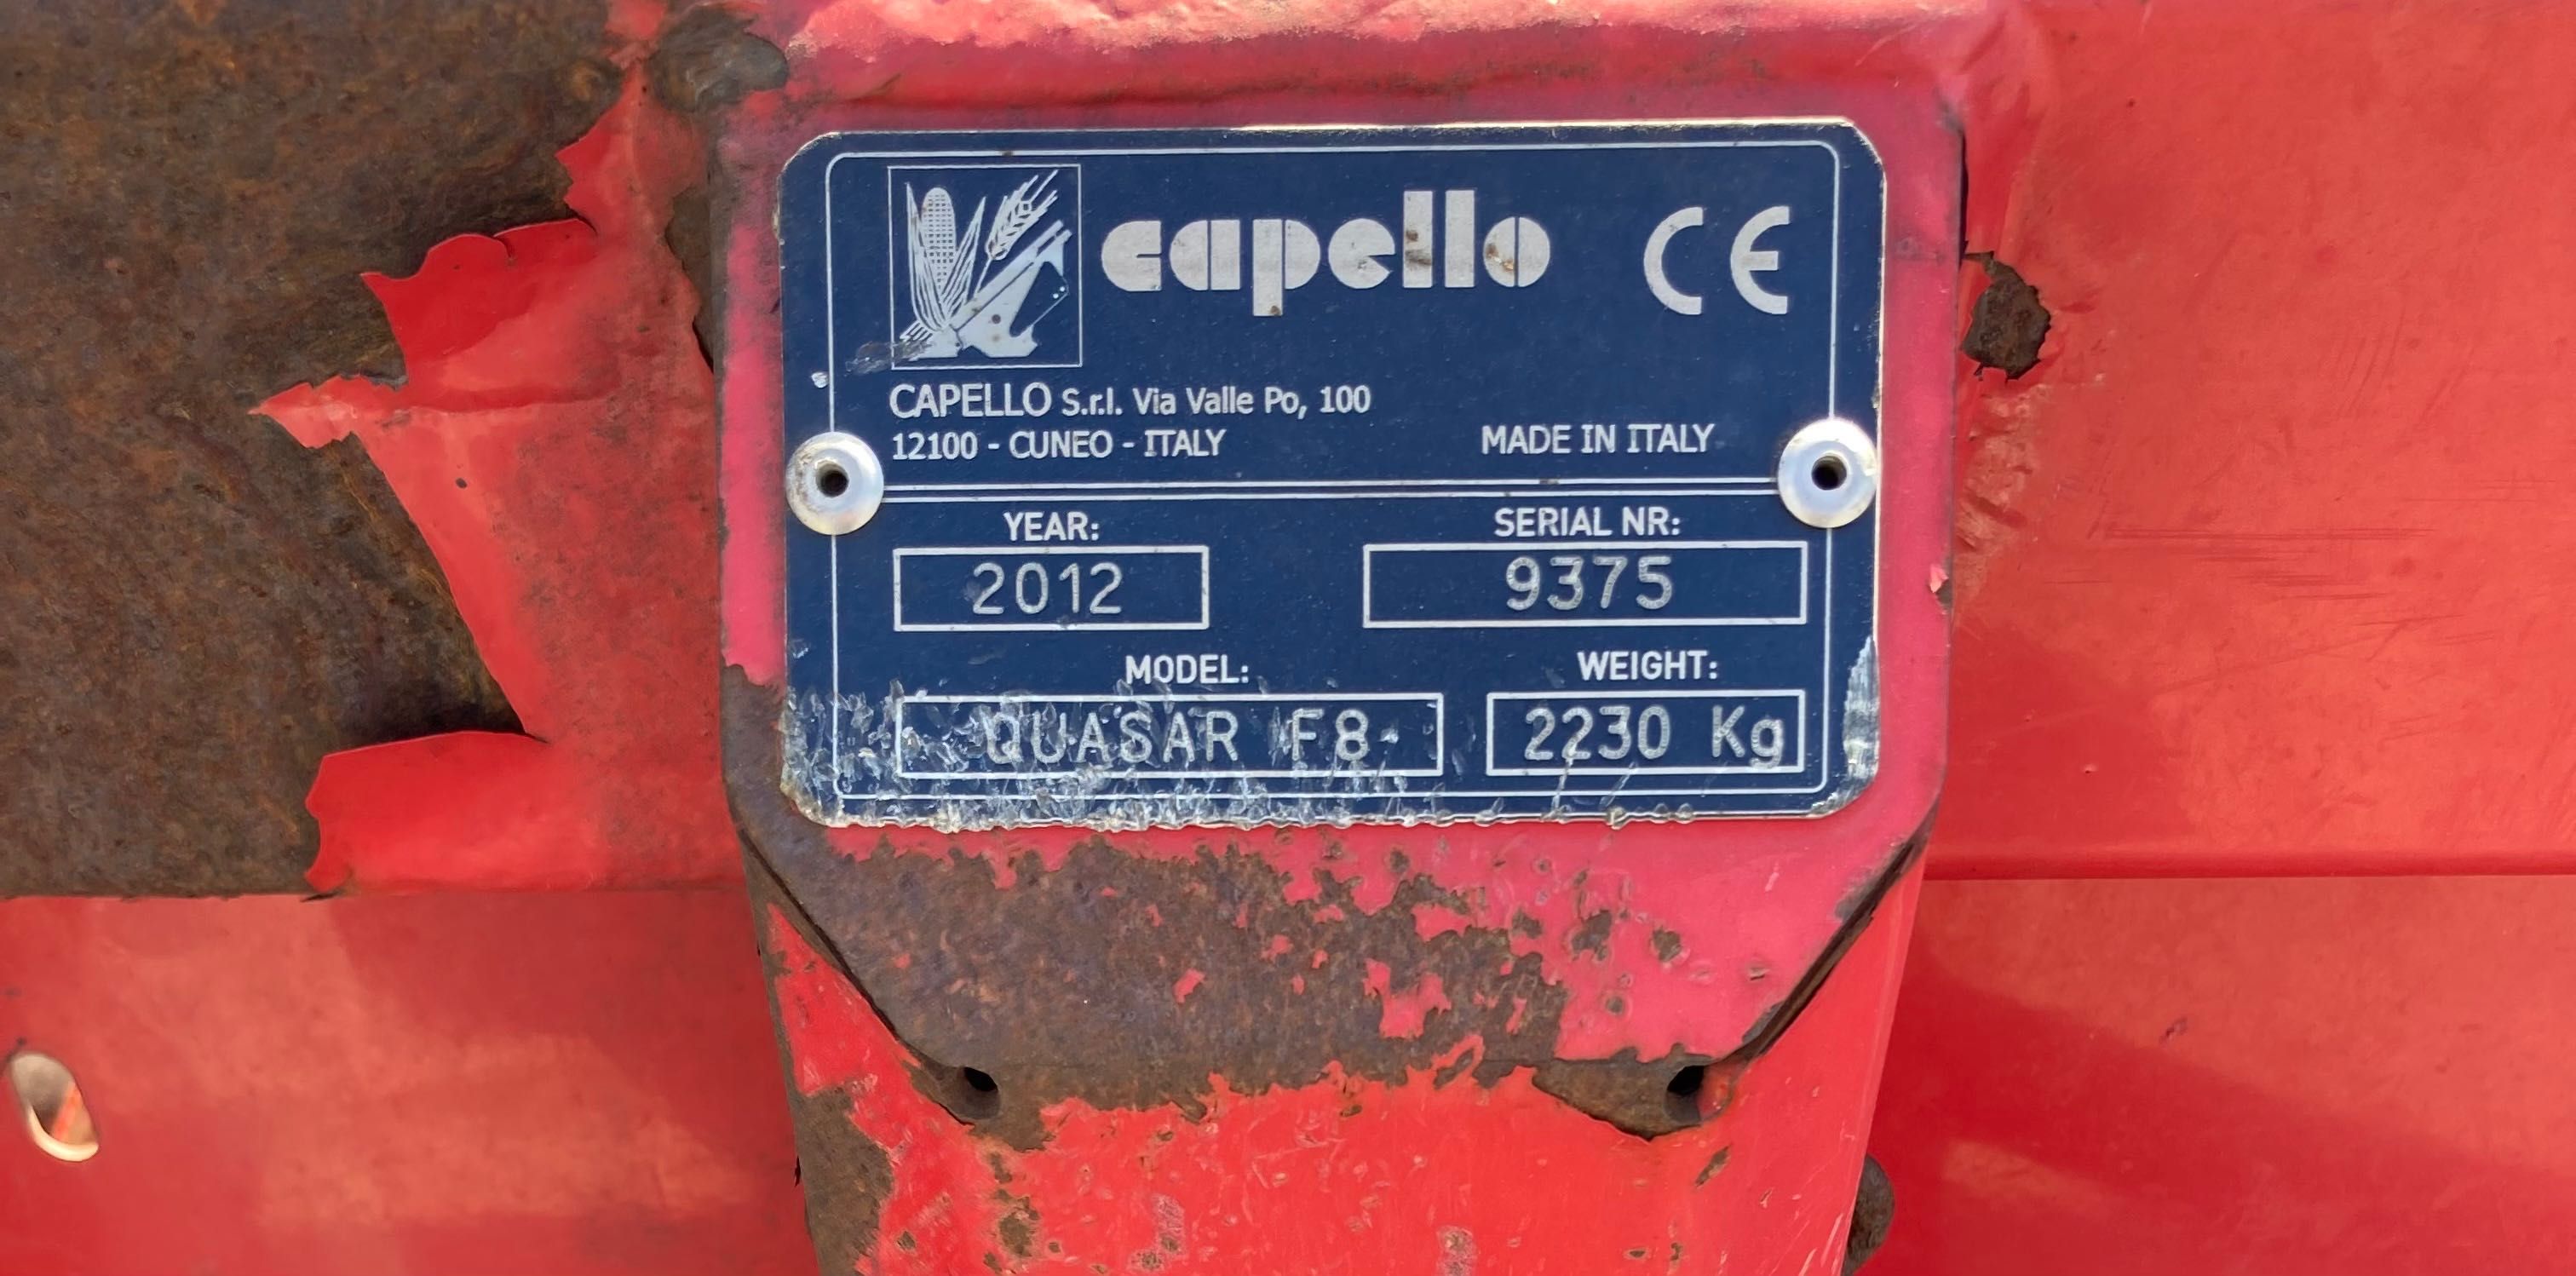 capello CE
CAPELLO S.r.l. Via Valle Po, 100
12100 - CUNEO - ITALY
MADE IN ITALY
YEAR: SERIAL NR:
2012 9375
MODEL: WEIGHT:
QUASAR F8 2230 Kg